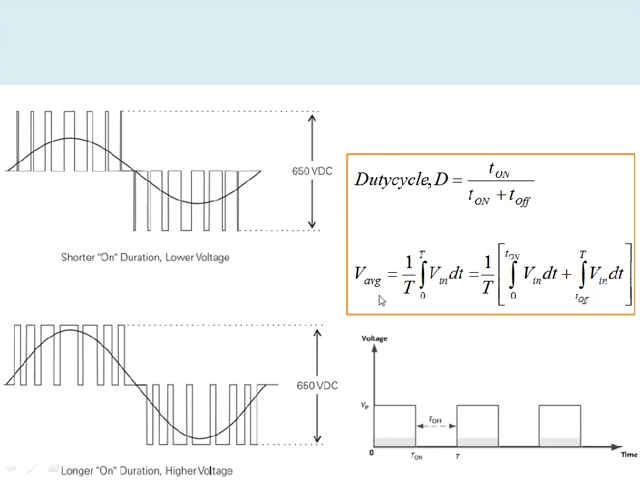 650 VDC
Shorter "On" Duration, Lower Voltage
650 VDC
Longer "On" Duration, Higher Voltage
Dutycycle, D = t_ON / (t_ON + t_off)
V_avg = 1/T ∫_0^T V_in dt = 1/T [ ∫_0^{t_ON} V_in dt + ∫_{t_Off}^T V_in dt ]
Voltage
V_P
T_OFF
0 T_ON T Time